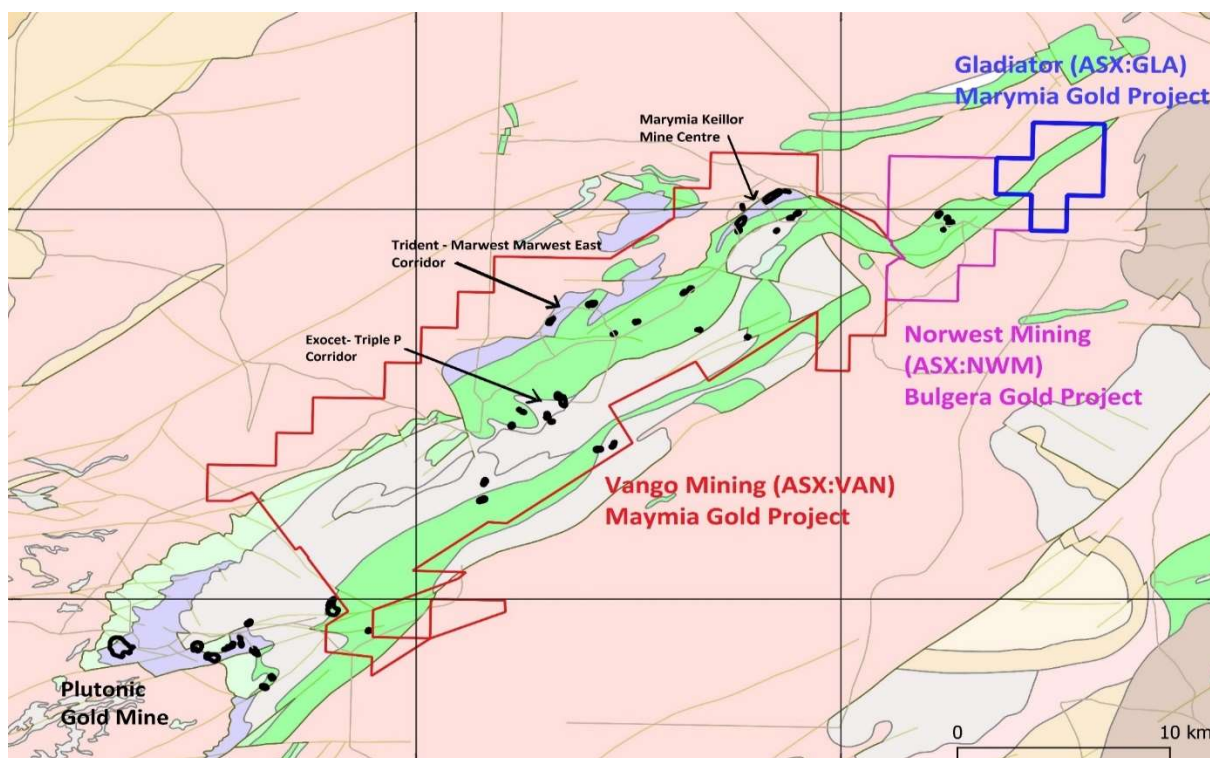 Gladiator (ASX:GLA)
Marymia Gold Project
Marymia Keillor
Mine Centre
Trident - Marwest Marwest East
Corridor
Exocet- Triple P
Corridor
Norwest Mining
(ASX:NWM)
Bulgera Gold Project
Vango Mining (ASX:VAN)
Maymia Gold Project
Plutonic
Gold Mine
0 10 km